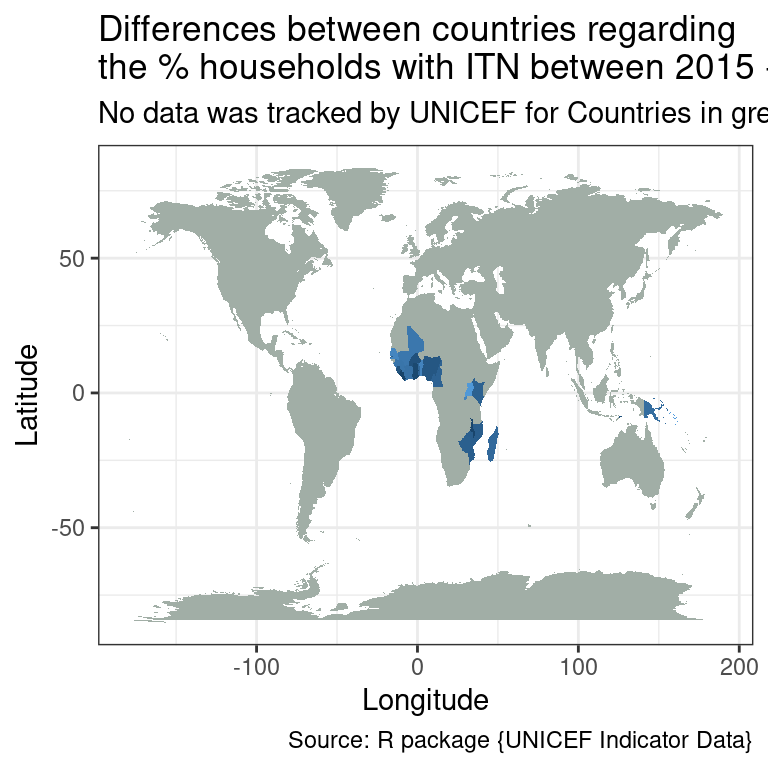 Differences between countries regarding
the % households with ITN between 2015 -
No data was tracked by UNICEF for Countries in gre
50
0
-50
Latitude
-100 0 100 200
Longitude
Source: R package {UNICEF Indicator Data}